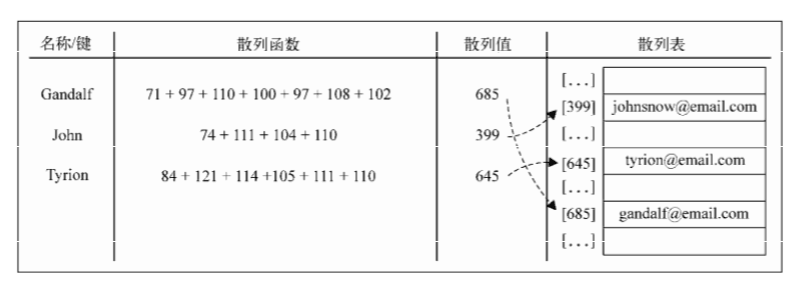 名称/键 散列函数 散列值 散列表
[...]
Gandalf 71 + 97 + 110 + 100 + 97 + 108 + 102 685
[399] johnsnow@email.com
John 74 + 111 + 104 + 110 399 [...]
[645] tyrion@email.com
Tyrion 84 + 121 + 114 +105 + 111 + 110 645
[...]
[685] gandalf@email.com
[...]